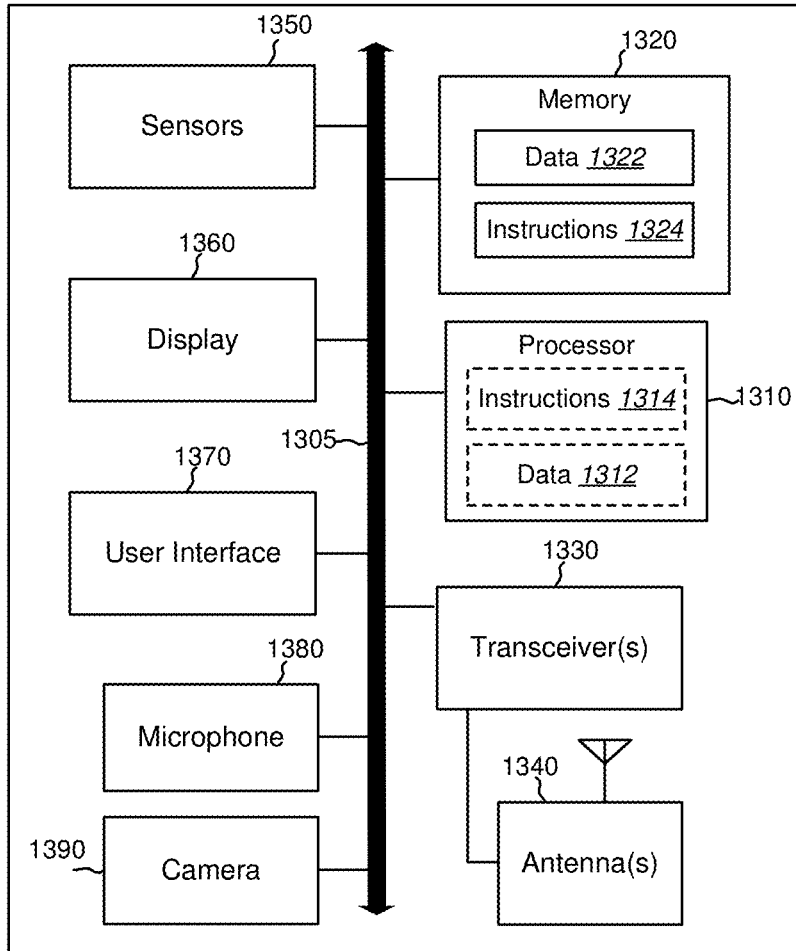 1350
Sensors
1360
Display
1305
1370
User Interface
1380
Microphone
1390
Camera
1320
Memory
Data 1322
Instructions 1324
Processor
Instructions 1314
1310
Data 1312
1330
Transceiver(s)
1340
Antenna(s)